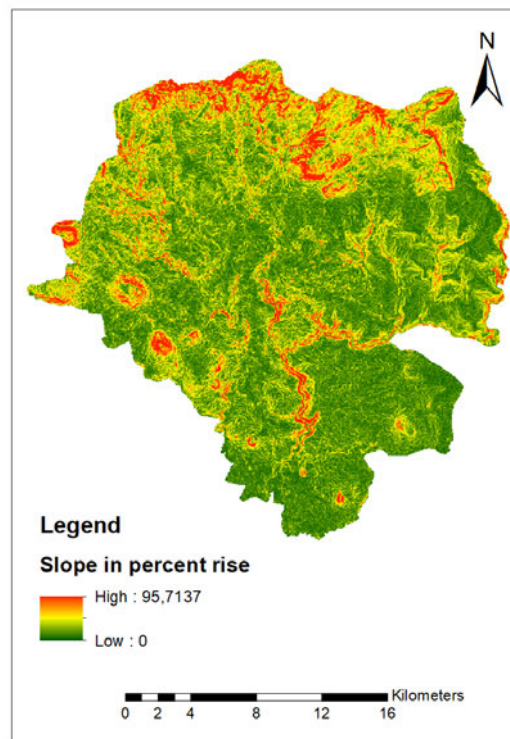 N
Legend
Slope in percent rise
High : 95,7137
Low : 0
Kilometers
0 2 4 8 12 16